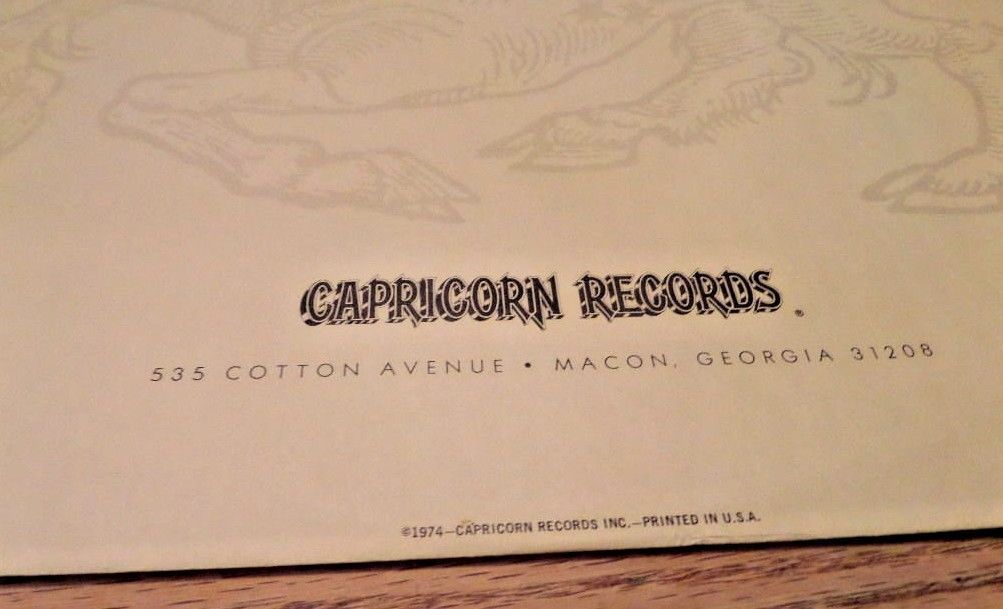 CAPRICORN RECORDS®
535 COTTON AVENUE • MACON, GEORGIA 31208
©1974—CAPRICORN RECORDS INC.—PRINTED IN U.S.A.